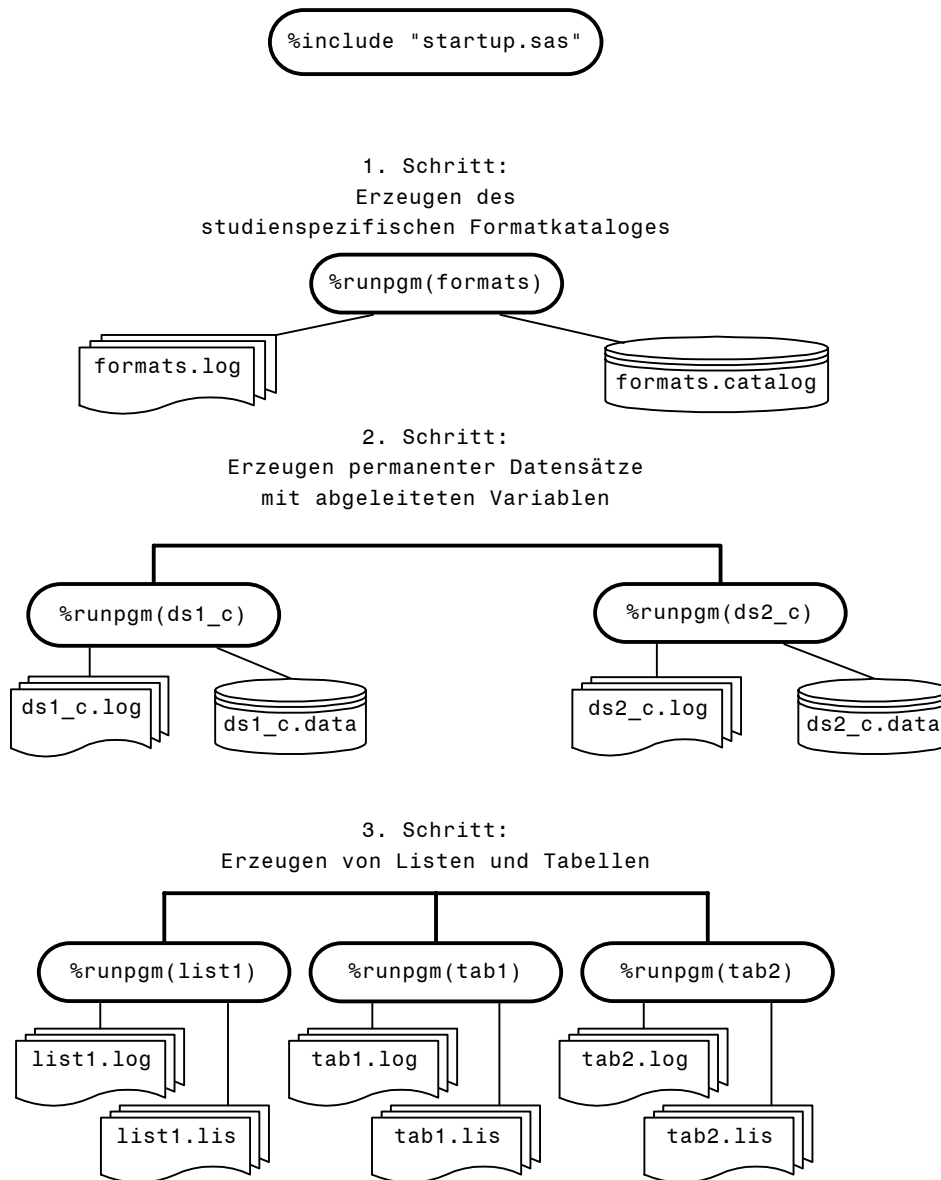 %include "startup.sas"
1. Schritt:
Erzeugen des
studienspezifischen Formatkataloges
%runpgm(formats)
formats.log
formats.catalog
2. Schritt:
Erzeugen permanenter Datensätze
mit abgeleiteten Variablen
%runpgm(ds1_c)
%runpgm(ds2_c)
ds1_c.log
ds1_c.data
ds2_c.log
ds2_c.data
3. Schritt:
Erzeugen von Listen und Tabellen
%runpgm(list1)
%runpgm(tab1)
%runpgm(tab2)
list1.log
tab1.log
tab2.log
list1.lis
tab1.lis
tab2.lis